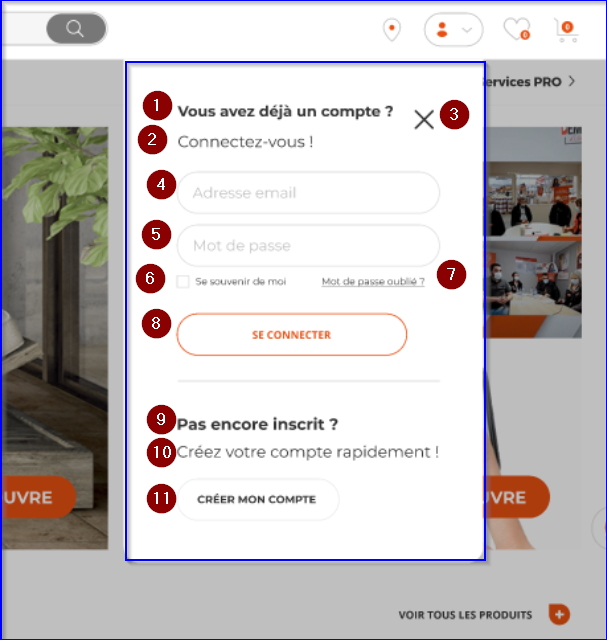 0
0
ervices PRO
1 Vous avez déjà un compte ? 3
2 Connectez-vous !
4 Adresse email
5 Mot de passe
6 Se souvenir de moi Mot de passe oublié ? 7
8 SE CONNECTER
9 Pas encore inscrit ?
10 Créez votre compte rapidement !
11 CRÉER MON COMPTE
UVRE
VRE
VOIR TOUS LES PRODUITS